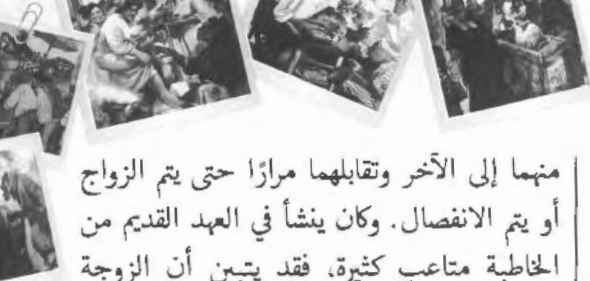 منهما إلى الآخر وتقابلهما مرارًا حتى يتم الزواج
أو يتم الانفصال. وكان ينشأ في العهد القديم من
الخاطبة متاعب كثيرة، فقد يتبين أن الزوجة